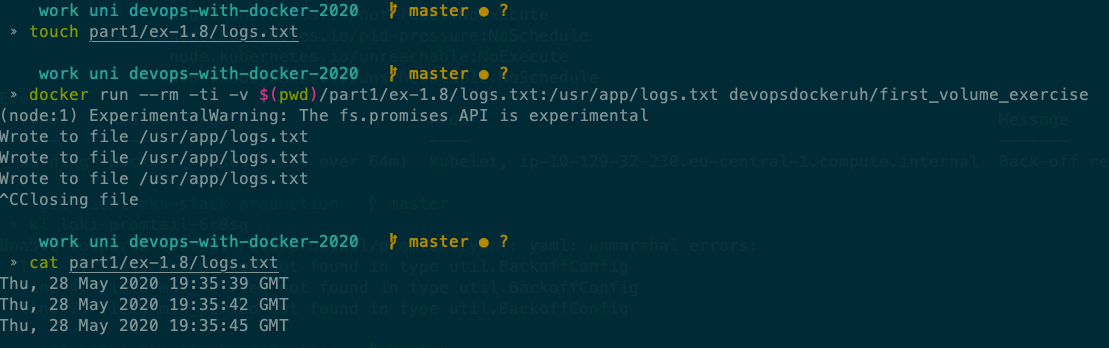 work uni devops-with-docker-2020 master ● ?
» touch part1/ex-1.8/logs.txt
work uni devops-with-docker-2020 master ● ?
» docker run --rm -ti -v $(pwd)/part1/ex-1.8/logs.txt:/usr/app/logs.txt devopsdockeruh/first_volume_exercise
(node:1) ExperimentalWarning: The fs.promises API is experimental
Wrote to file /usr/app/logs.txt
Wrote to file /usr/app/logs.txt
Wrote to file /usr/app/logs.txt
^CClosing file
work uni devops-with-docker-2020 master ● ?
» cat part1/ex-1.8/logs.txt
Thu, 28 May 2020 19:35:39 GMT
Thu, 28 May 2020 19:35:42 GMT
Thu, 28 May 2020 19:35:45 GMT